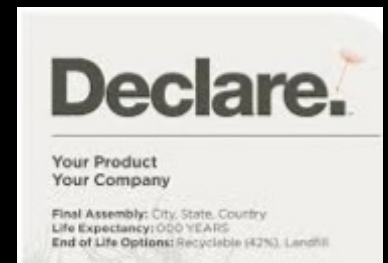 Declare.
Your Product
Your Company
Final Assembly: City, State, Country
Life Expectancy: 000 YEARS
End of Life Options: Recyclable (42%), Landfill